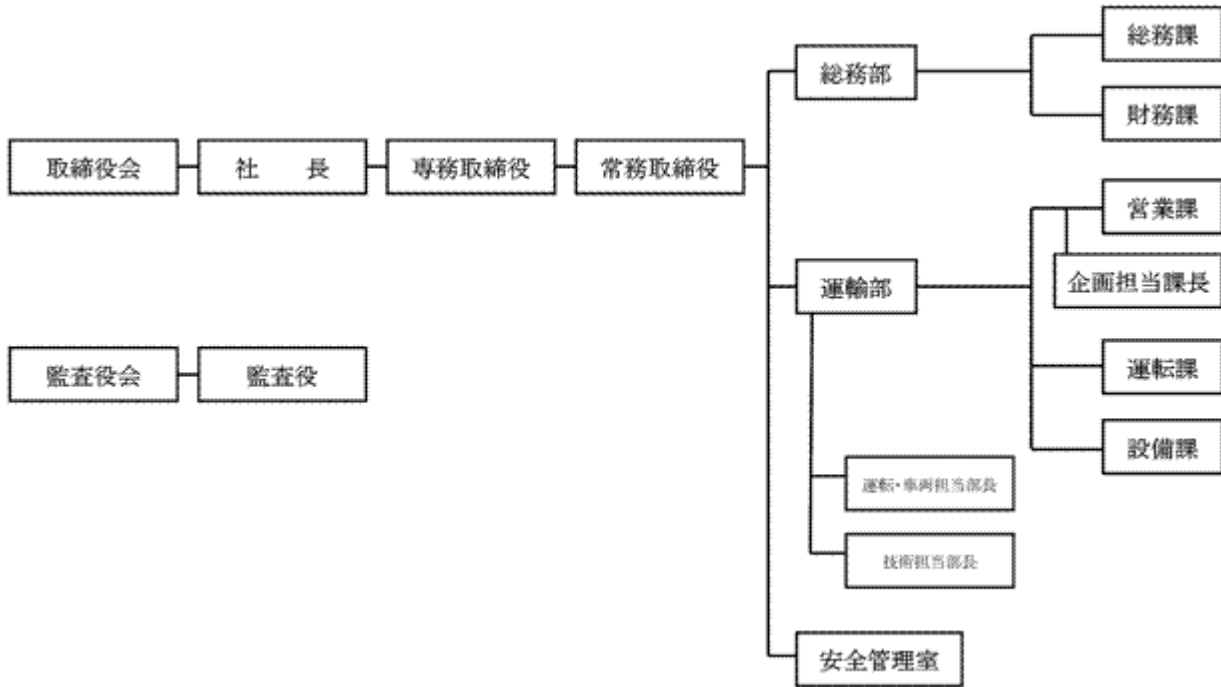 総務課
総務部
財務課
取締役会
社　　長
専務取締役
常務取締役
営業課
運輸部
企画担当課長
監査役会
監査役
運転課
設備課
運転・車両担当部長
技術担当部長
安全管理室